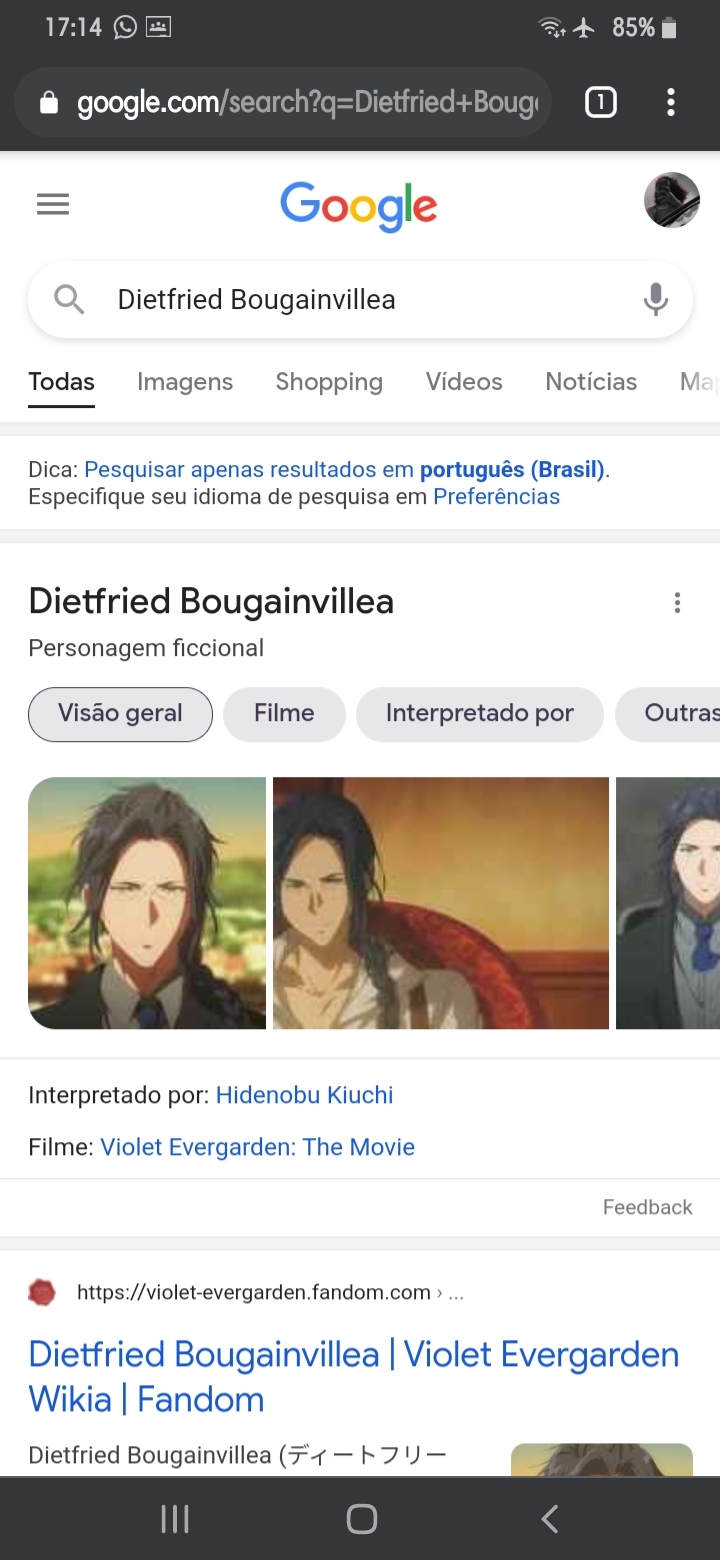 17:14
85%
google.com/search?q=Dietfried+Boug
1
Google
Dietfried Bougainvillea
Todas Imagens Shopping Vídeos Notícias Ma
Dica: Pesquisar apenas resultados em português (Brasil).
Especifique seu idioma de pesquisa em Preferências
Dietfried Bougainvillea
Personagem ficcional
Visão geral Filme Interpretado por Outras
Interpretado por: Hidenobu Kiuchi
Filme: Violet Evergarden: The Movie
Feedback
https://violet-evergarden.fandom.com › ...
Dietfried Bougainvillea | Violet Evergarden
Wikia | Fandom
Dietfried Bougainvillea (ディートフリー